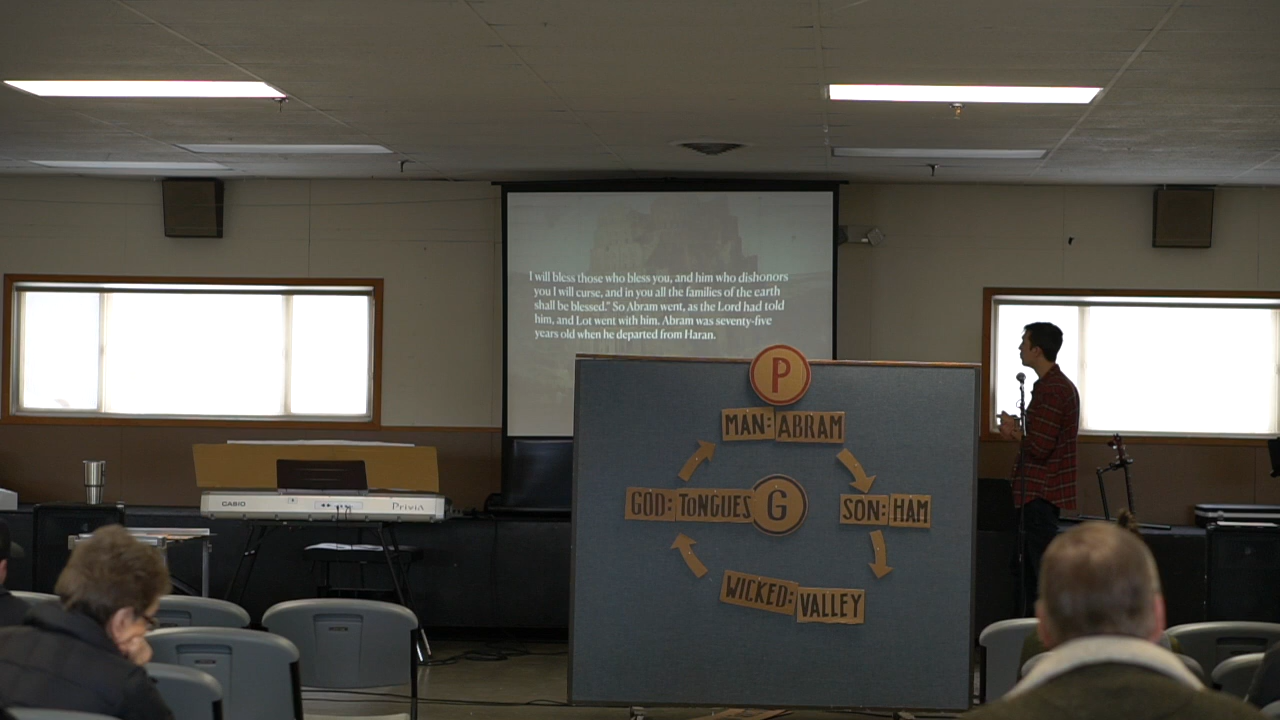 I will bless those who bless you, and him who dishonors
you I will curse, and in you all the families of the earth
shall be blessed." So Abram went, as the Lord had told
him, and Lot went with him. Abram was seventy-five
years old when he departed from Haran.
P
MAN: ABRAM
GOD: TONGUES G SON: HAM
WICKED: VALLEY
CASIO Privia